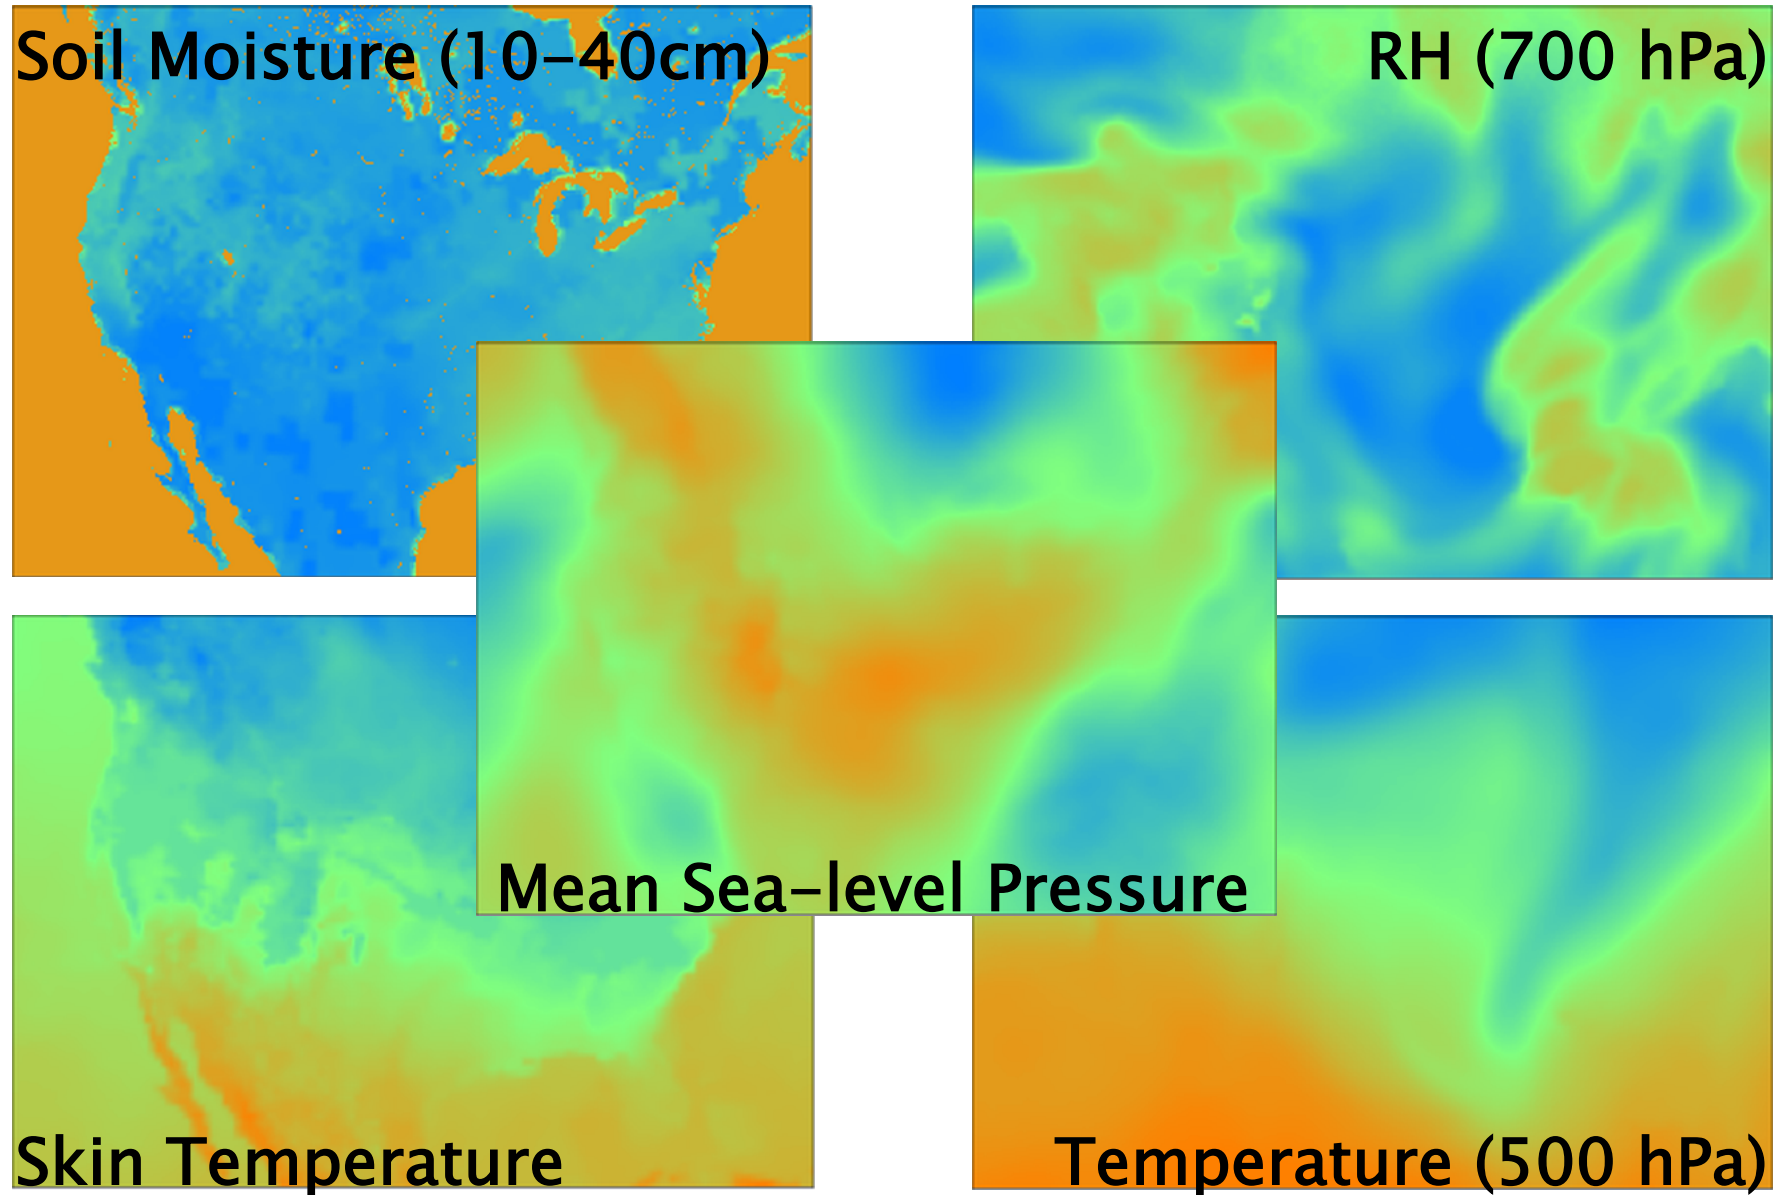 Soil Moisture (10-40cm)
RH (700 hPa)
Mean Sea-level Pressure
Skin Temperature
Temperature (500 hPa)